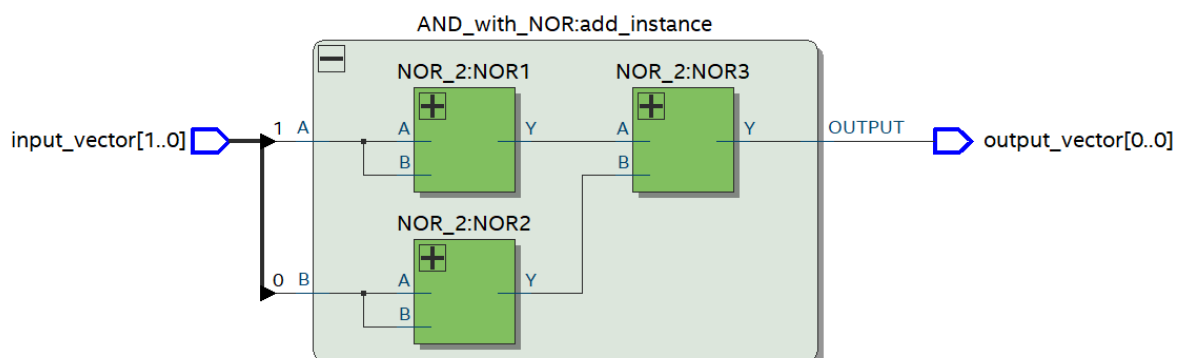 AND_with_NOR:add_instance
NOR_2:NOR1
NOR_2:NOR3
input_vector[1..0]
1 A
A
Y
A
Y
OUTPUT
output_vector[0..0]
B
B
NOR_2:NOR2
0 B
A
Y
B